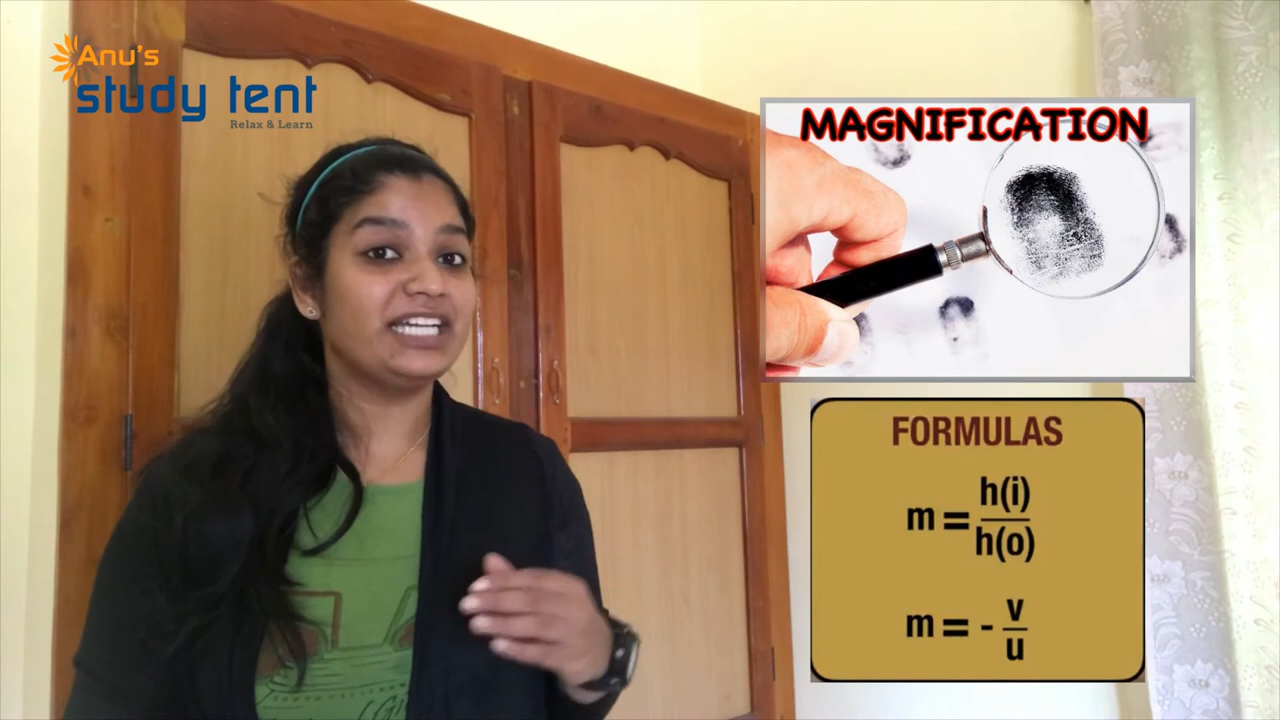 Anu's
study tent
Relax & Learn
MAGNIFICATION
FORMULAS
m = h(i)/h(o)
m = - v/u